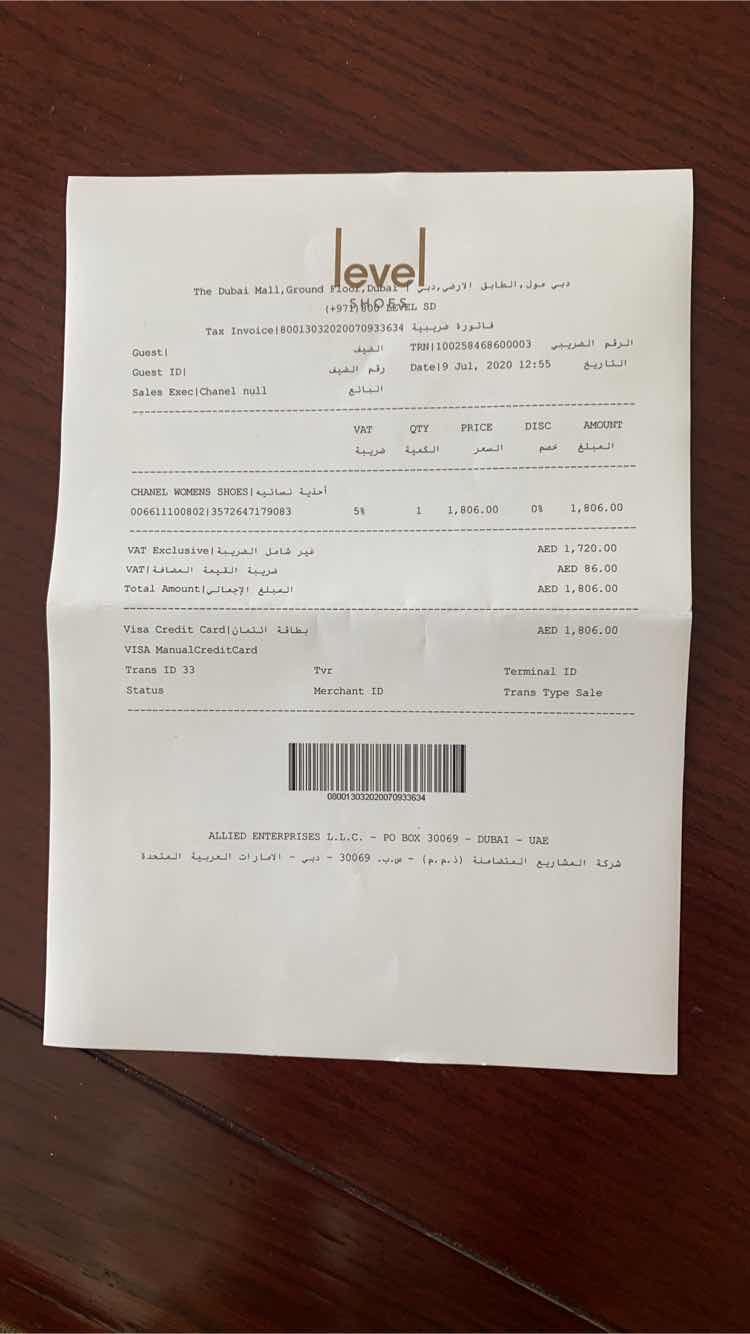 level
SHOES
The Dubai Mall,Ground Floor,Dubai | دبي مول,الطابق الارضي,دبي
(+971)800 LEVEL SD
Tax Invoice|80013032020070933634 فاتورة ضريبية
Guest| الضيف TRN|100258468600003 الرقم الضريبي
Guest ID| رقم الضيف Date|9 Jul, 2020 12:55 التاريخ
Sales Exec|Chanel null البائع
VAT QTY PRICE DISC AMOUNT
ضريبة الكمية السعر خصم المبلغ
CHANEL WOMENS SHOES|أحذية نسائيه
006611100802|3572647179083 5% 1 1,806.00 0% 1,806.00
VAT Exclusive|غير شامل الضريبة AED 1,720.00
VAT|ضريبة القيمة المضافة AED 86.00
Total Amount|المبلغ الإجمالي AED 1,806.00
Visa Credit Card|بطاقة ائتمان AED 1,806.00
VISA ManualCreditCard
Trans ID 33 Tvr Terminal ID
Status Merchant ID Trans Type Sale
080013032020070933634
ALLIED ENTERPRISES L.L.C. - PO BOX 30069 - DUBAI - UAE
شركة المشاريع المتضامنة (ذ.م.م) - ص.ب. 30069 - دبي - الامارات العربية المتحدة